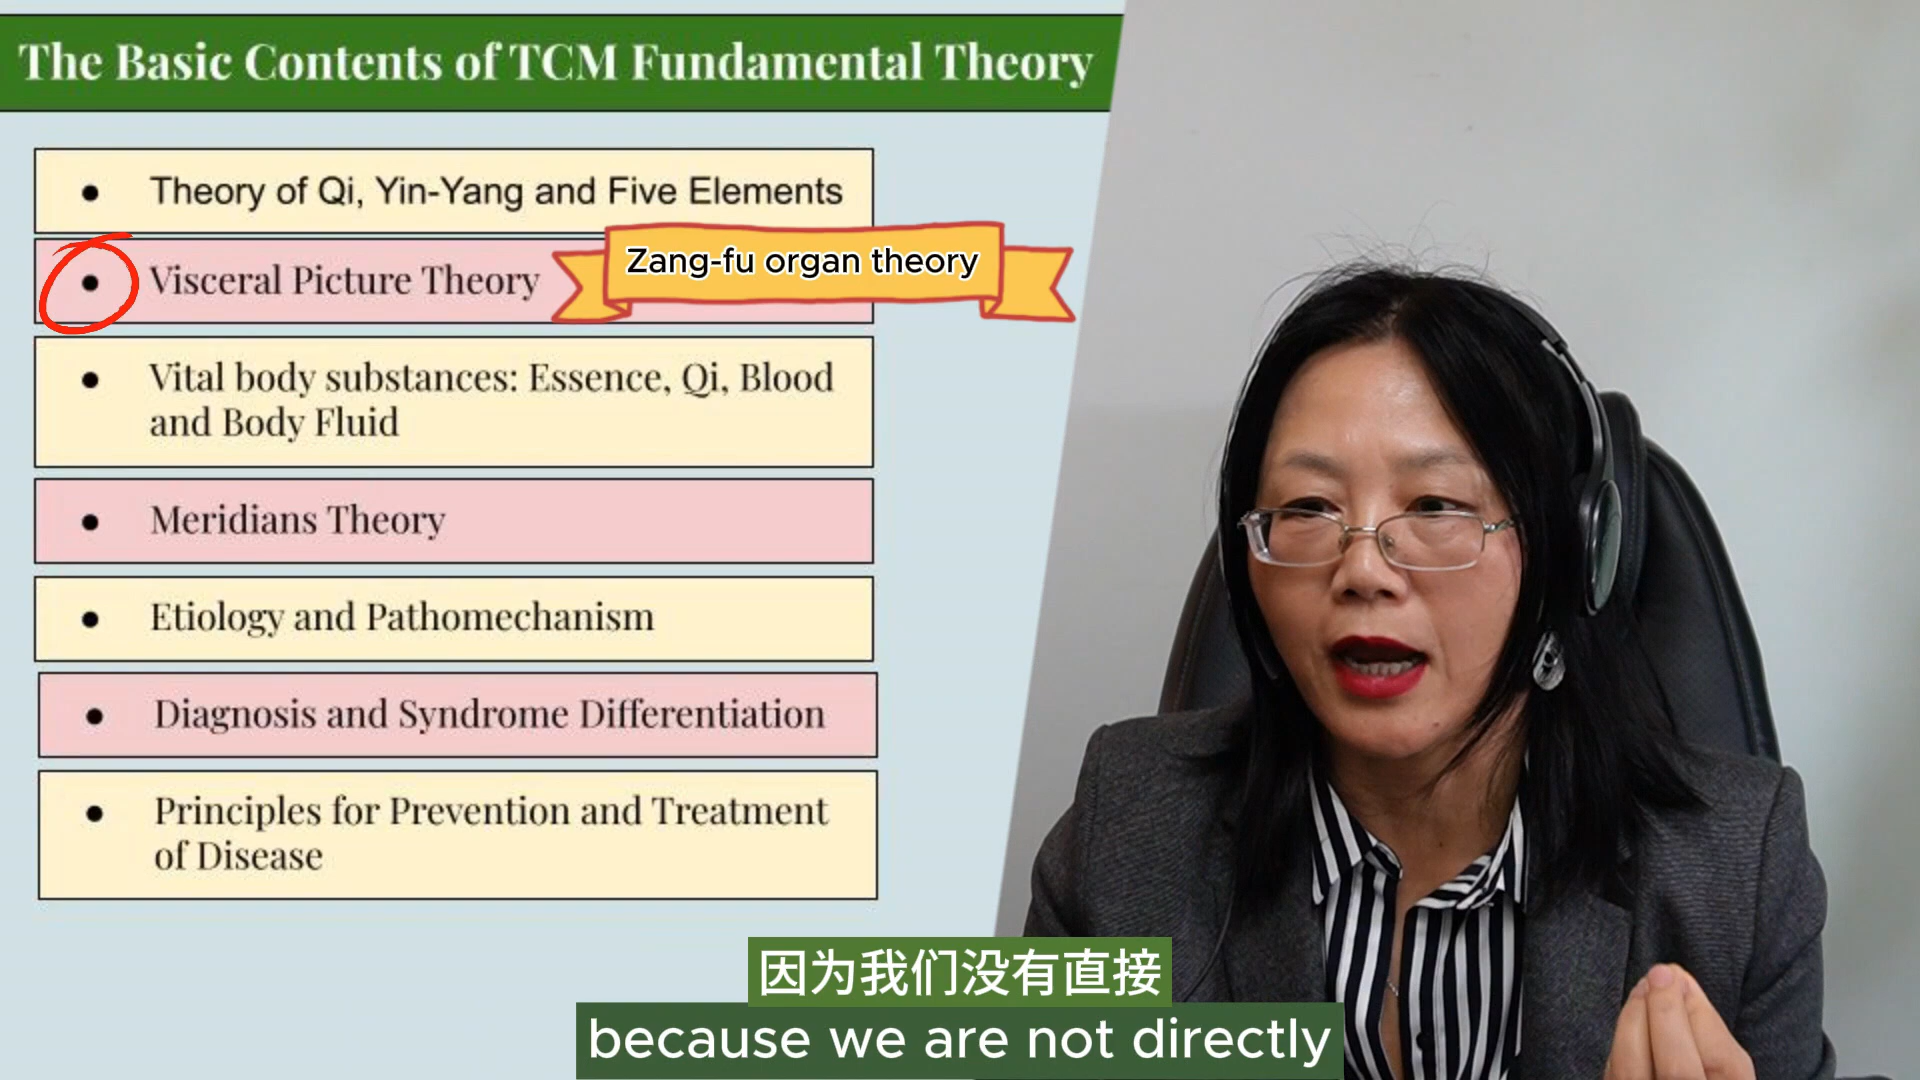 The Basic Contents of TCM Fundamental Theory
● Theory of Qi, Yin-Yang and Five Elements
● Visceral Picture Theory
Zang-fu organ theory
● Vital body substances: Essence, Qi, Blood
and Body Fluid
● Meridians Theory
● Etiology and Pathomechanism
● Diagnosis and Syndrome Differentiation
● Principles for Prevention and Treatment
of Disease
因为我们没有直接
because we are not directly